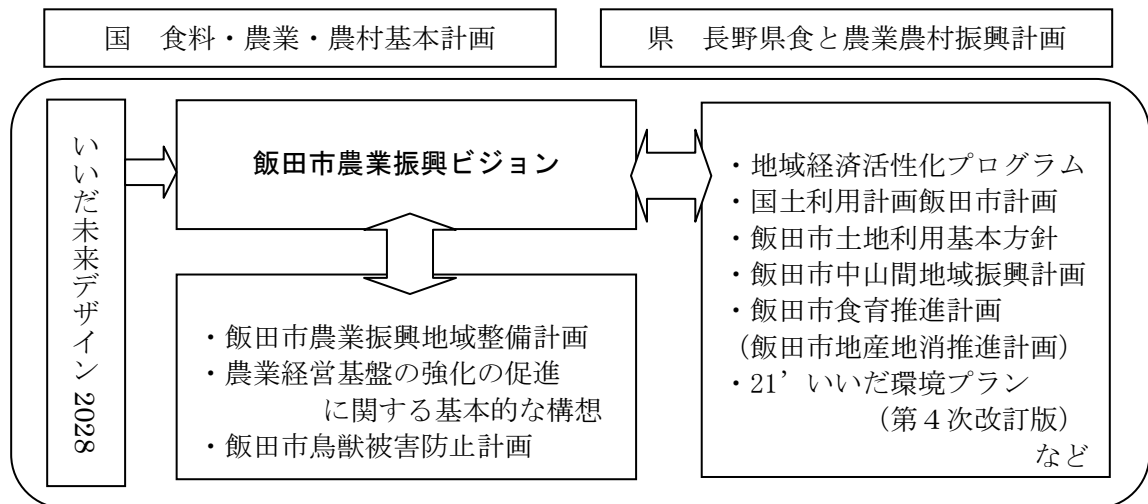 国　食料・農業・農村基本計画
県　長野県食と農業農村振興計画
いいだ未来デザイン 2028
飯田市農業振興ビジョン
・飯田市農業振興地域整備計画
・農業経営基盤の強化の促進
に関する基本的な構想
・飯田市鳥獣被害防止計画
・地域経済活性化プログラム
・国土利用計画飯田市計画
・飯田市土地利用基本方針
・飯田市中山間地域振興計画
・飯田市食育推進計画
（飯田市地産地消推進計画）
・21’いいだ環境プラン
（第４次改訂版）
など